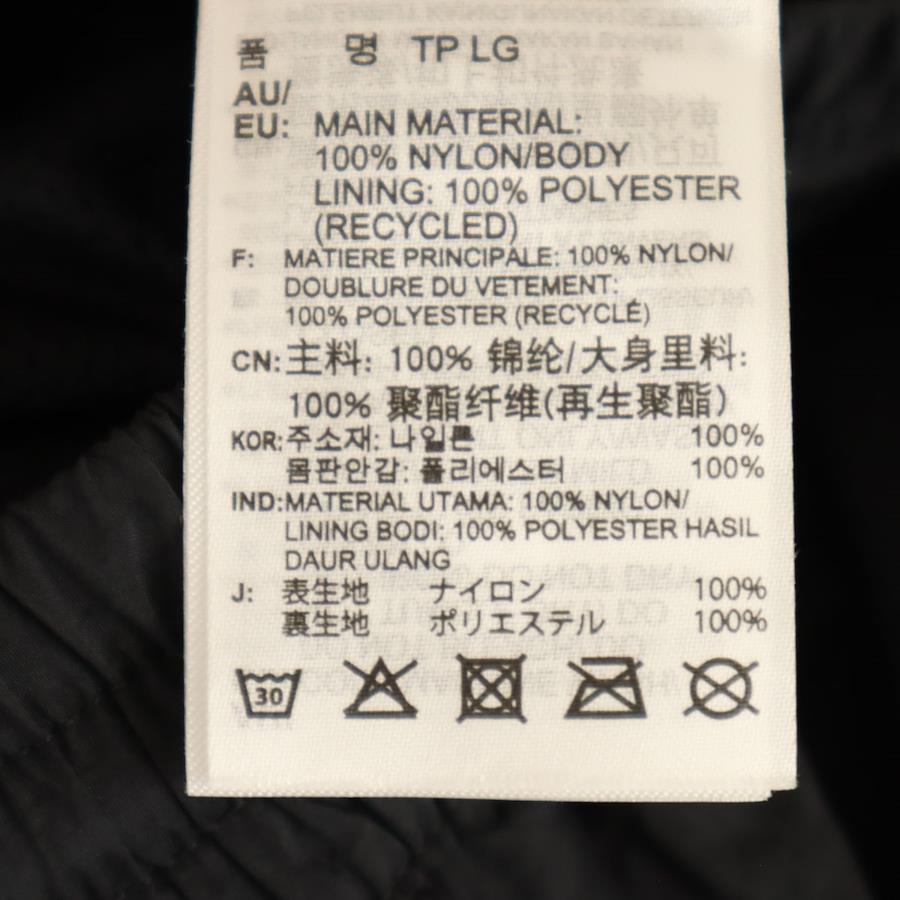 품 명 TP LG
AU/
EU: MAIN MATERIAL:
100% NYLON/BODY
LINING: 100% POLYESTER
(RECYCLED)
F: MATIERE PRINCIPALE: 100% NYLON/
DOUBLURE DU VETEMENT:
100% POLYESTER (RECYCLÉ)
CN: 主料: 100% 锦纶/大身里料:
100% 聚酯纤维(再生聚酯)
KOR: 주소재: 나일론 100%
몸판안감: 폴리에스터 100%
IND: MATERIAL UTAMA: 100% NYLON/
LINING BODI: 100% POLYESTER HASIL
DAUR ULANG
J: 表生地 ナイロン 100%
裏生地 ポリエステル 100%
30